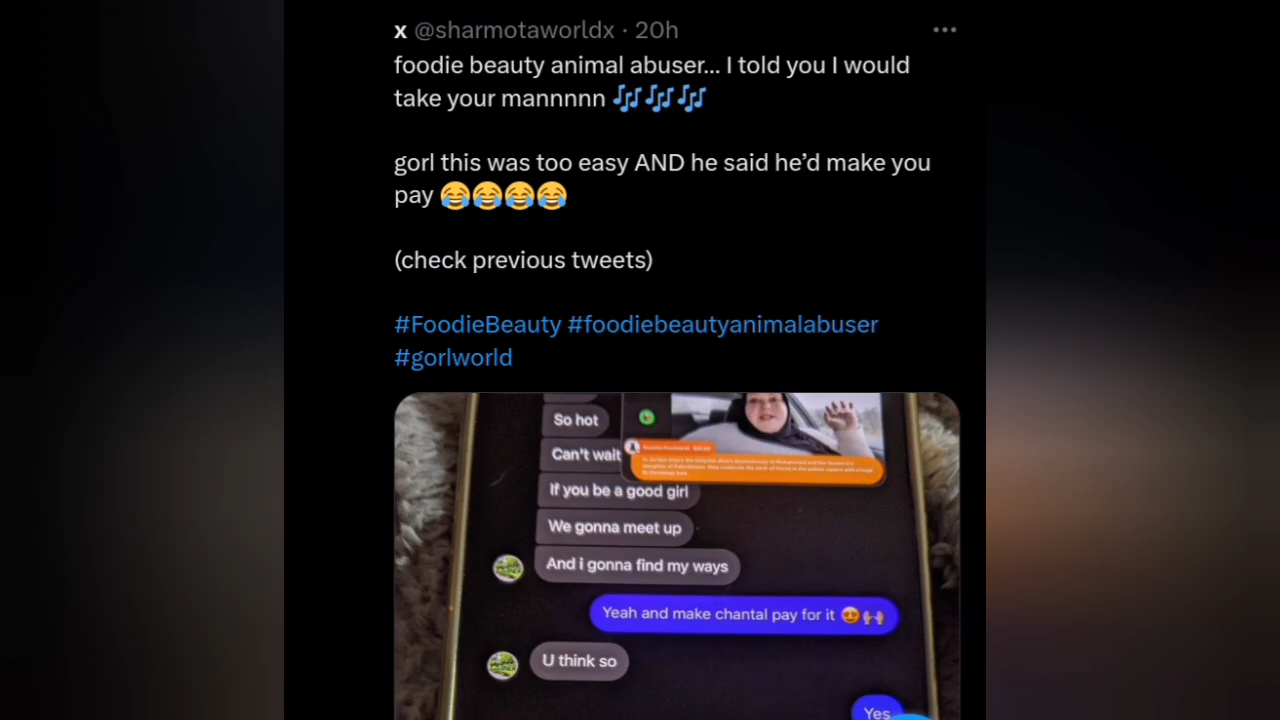 x @sharmotaworldx · 20h
foodie beauty animal abuser... I told you I would
take your mannnnn 🎶🎶🎶
gorl this was too easy AND he said he’d make you
pay 😂😂😂😂
(check previous tweets)
#FoodieBeauty #foodiebeautyanimalabuser
#gorlworld
So hot
Can't wait
If you be a good girl
We gonna meet up
And i gonna find my ways
Yeah and make chantal pay for it 😍🙌🏼
U think so
Yes